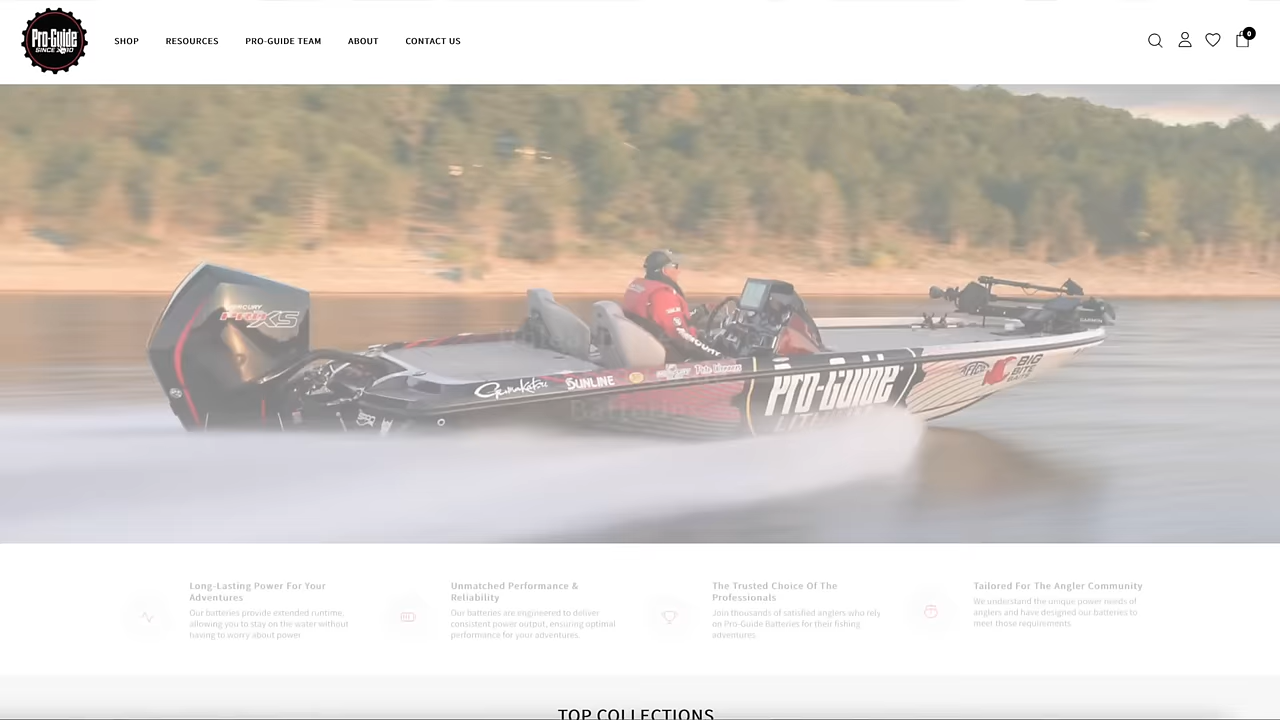 Pro-Guide
SINCE 2010
SHOP
RESOURCES
PRO-GUIDE TEAM
ABOUT
CONTACT US
0
MERCURY
PRO XS
Gamakatsu
SUNLINE
Pro-Guide
LITHIUM
AFTCO
BIG
BITE
BAITS
GARMIN
MERCURY
Batteries
Long-Lasting Power For Your
Adventures
Our batteries provide extended runtime,
allowing you to stay on the water without
having to worry about power
Unmatched Performance &
Reliability
Our batteries are engineered to deliver
consistent power output, ensuring optimal
performance for your adventures.
The Trusted Choice Of The
Professionals
Join thousands of satisfied anglers who rely
on Pro-Guide Batteries for their fishing
adventures.
Tailored For The Angler Community
We understand the unique power needs of
anglers and have designed our batteries to
meet those requirements
TOP COLLECTIONS